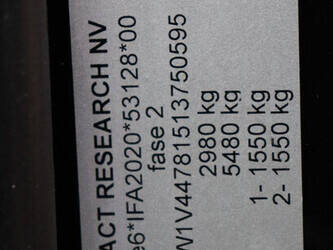 ACT RESEARCH NV
e6*IFA2020*53128*00
fase 2
W1V44781513750595
2980 kg
5480 kg
1- 1550 kg
2- 1550 kg